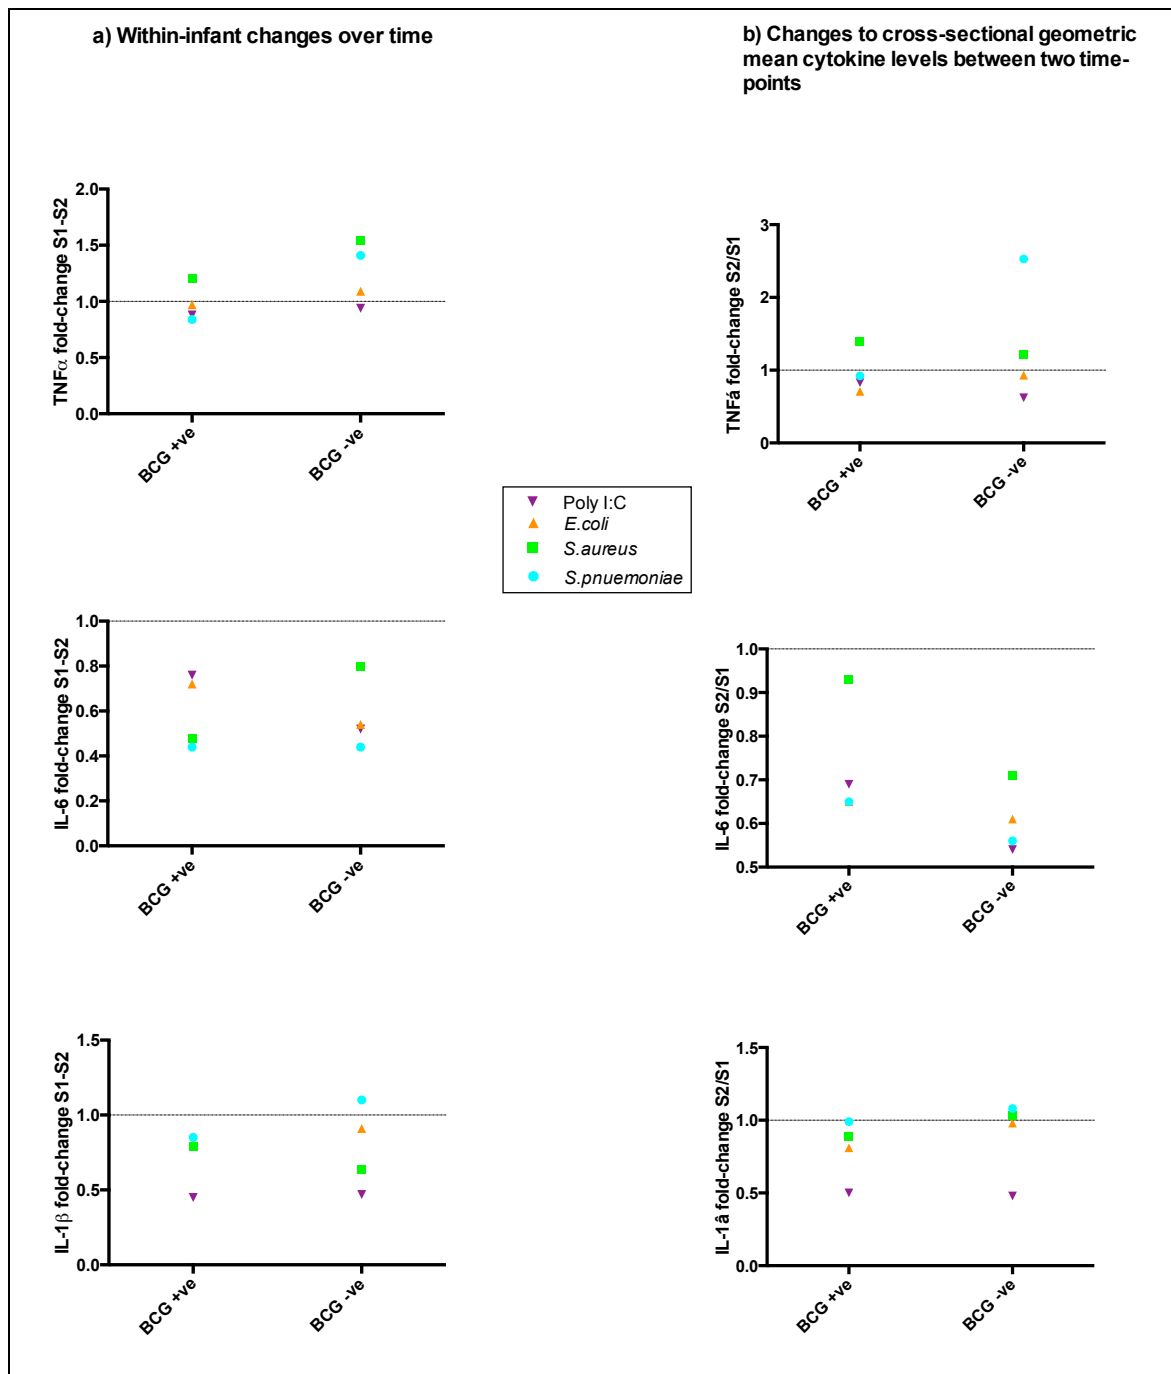 a) Within-infant changes over time
b) Changes to cross-sectional geometric
mean cytokine levels between two time-
points
TNFα fold-change S1-S2
2.0
1.5
1.0
0.5
0.0
BCG +ve
BCG -ve
TNFá fold-change S2/S1
3
2
1
0
BCG +ve
BCG -ve
Poly I:C
E.coli
S.aureus
S.pnuemoniae
IL-6 fold-change S1-S2
1.0
0.8
0.6
0.4
0.2
0.0
BCG +ve
BCG -ve
IL-6 fold-change S2/S1
1.0
0.9
0.8
0.7
0.6
0.5
BCG +ve
BCG -ve
IL-1β fold-change S1-S2
1.5
1.0
0.5
0.0
BCG +ve
BCG -ve
IL-1â fold-change S2/S1
1.5
1.0
0.5
0.0
BCG +ve
BCG -ve